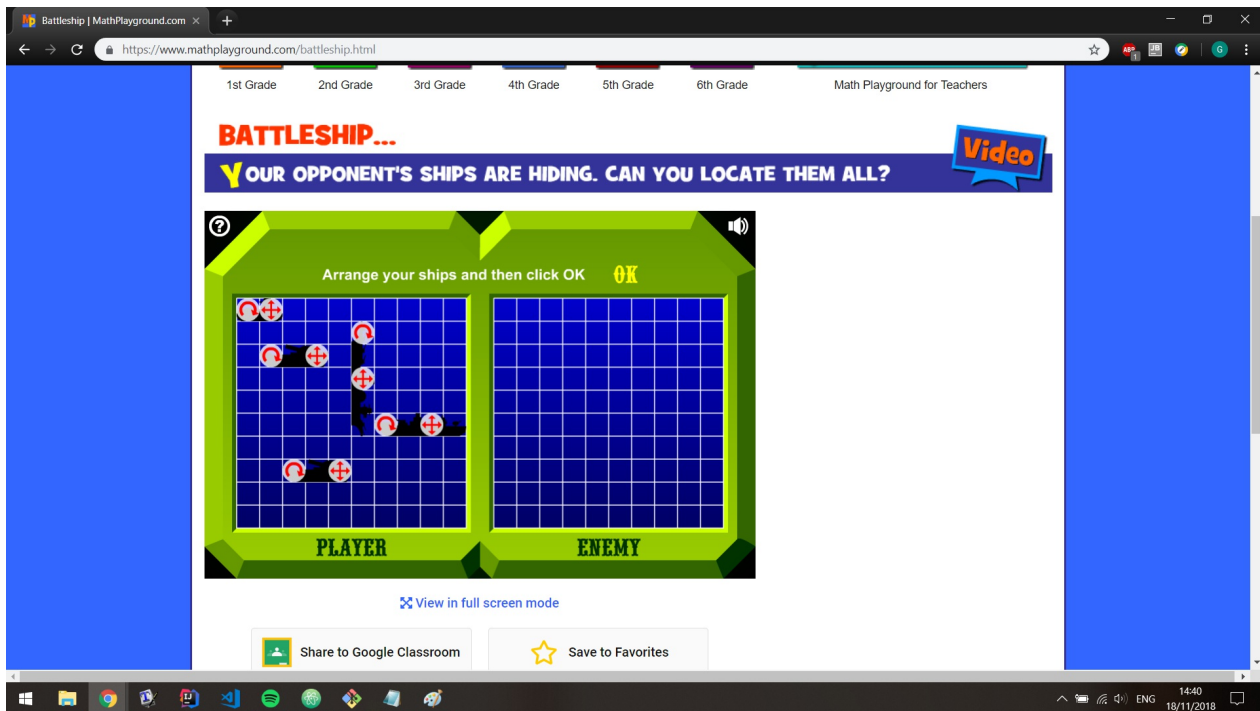 Battleship | MathPlayground.com
https://www.mathplayground.com/battleship.html
ABP
1
JB
G
1st Grade
2nd Grade
3rd Grade
4th Grade
5th Grade
6th Grade
Math Playground for Teachers
BATTLESHIP...
Video
YOUR OPPONENT'S SHIPS ARE HIDING. CAN YOU LOCATE THEM ALL?
Arrange your ships and then click OK OK
PLAYER
ENEMY
View in full screen mode
Share to Google Classroom
Save to Favorites
ENG
14:40
18/11/2018